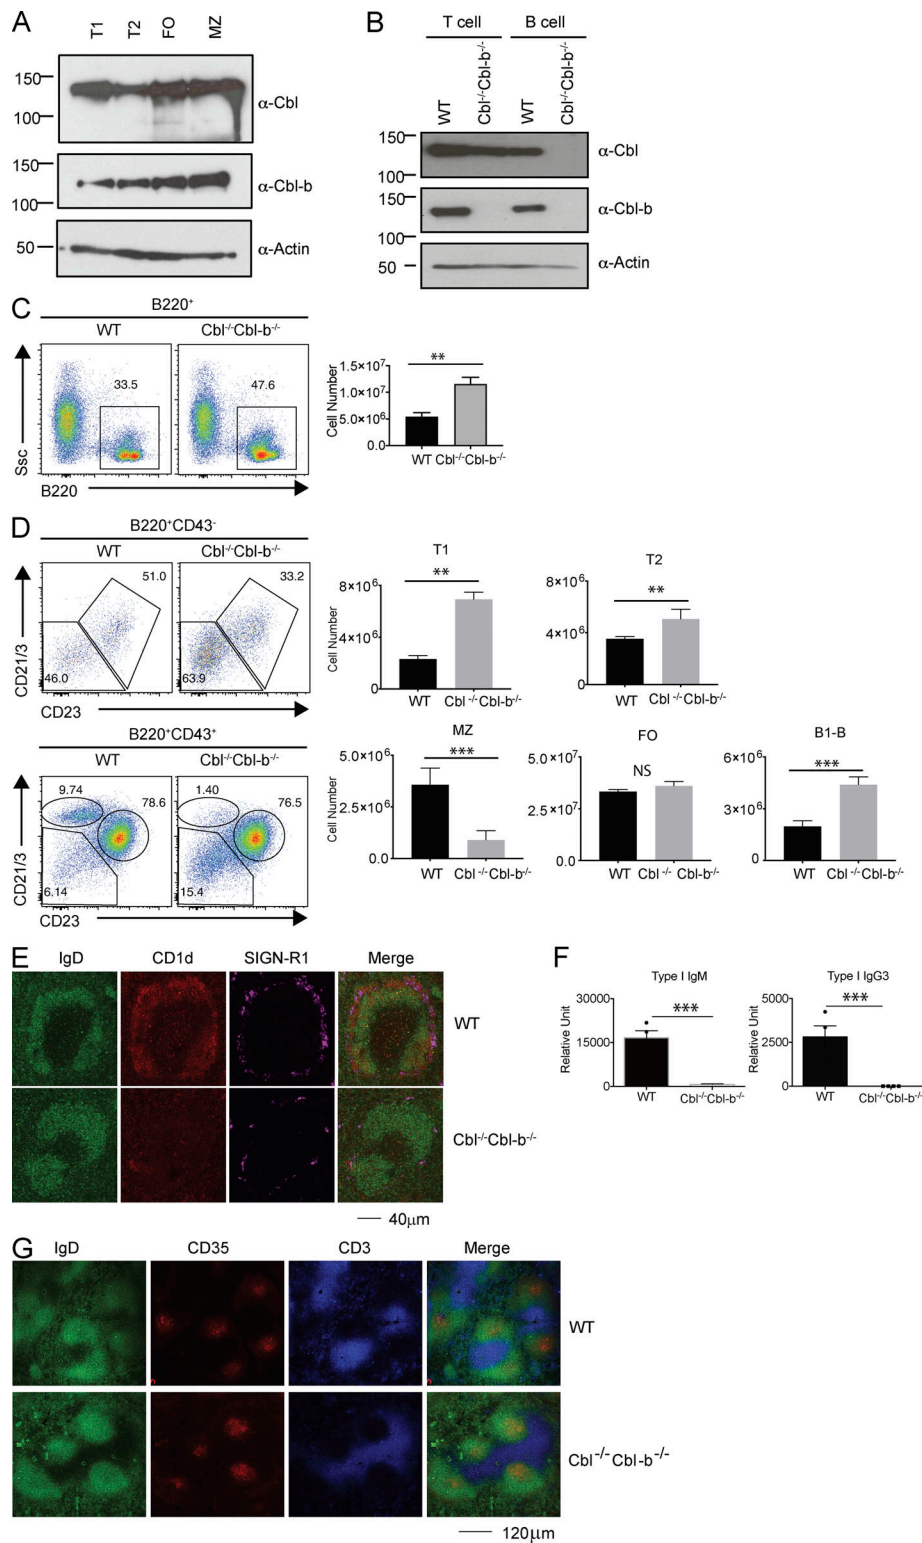 A
T1 T2 FO MZ
150
100
α-Cbl
150
100
α-Cbl-b
50
α-Actin
B
T cell B cell
WT Cbl⁻/⁻Cbl-b⁻/⁻ WT Cbl⁻/⁻Cbl-b⁻/⁻
150
100
α-Cbl
150
100
α-Cbl-b
50
α-Actin
C
B220⁺
WT Cbl⁻/⁻Cbl-b⁻/⁻
33.5 47.6
Ssc
B220
**
Cell Number
1.5×10⁷
1.0×10⁷
5.0×10⁶
0.0
WT Cbl⁻/⁻Cbl-b⁻/⁻
D
B220⁺CD43⁻
WT Cbl⁻/⁻Cbl-b⁻/⁻
51.0 33.2
46.0 63.9
CD21/3
CD23
T1
**
Cell Number
8×10⁶
4×10⁶
0
WT Cbl⁻/⁻Cbl-b⁻/⁻
T2
**
8×10⁶
4×10⁶
0
WT Cbl⁻/⁻Cbl-b⁻/⁻
B220⁺CD43⁺
WT Cbl⁻/⁻Cbl-b⁻/⁻
9.74 78.6 1.40 76.5
6.14 15.4
CD21/3
CD23
MZ
***
Cell Number
5.0×10⁶
2.5×10⁶
0.0
WT Cbl⁻/⁻Cbl-b⁻/⁻
FO
NS
5.0×10⁷
2.5×10⁷
0.0
WT Cbl⁻/⁻Cbl-b⁻/⁻
B1-B
***
6×10⁶
3×10⁶
0
WT Cbl⁻/⁻Cbl-b⁻/⁻
E
IgD CD1d SIGN-R1 Merge
WT
Cbl⁻/⁻Cbl-b⁻/⁻
40μm
F
Type I IgM
***
Relative Unit
30000
15000
0
WT Cbl⁻/⁻Cbl-b⁻/⁻
Type I IgG3
***
Relative Unit
5000
2500
0
WT Cbl⁻/⁻Cbl-b⁻/⁻
G
IgD CD35 CD3 Merge
WT
Cbl⁻/⁻Cbl-b⁻/⁻
120μm